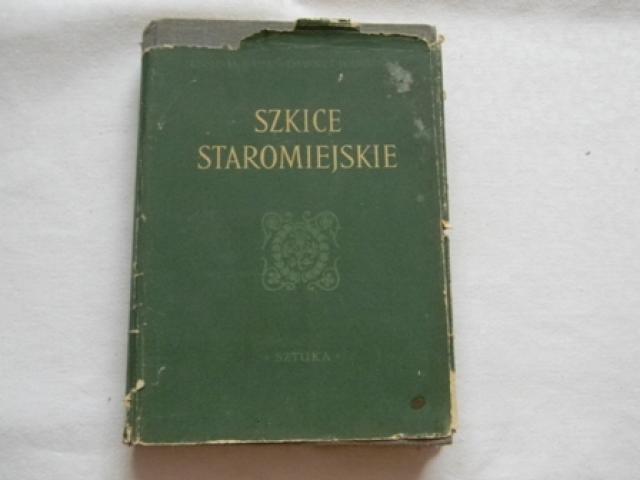 SZKICE
STAROMIEJSKIE
• SZTUKA •